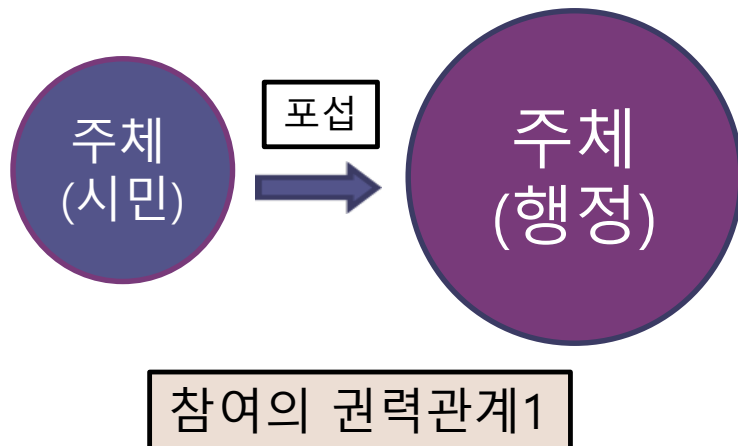 주체
(시민)
포섭
주체
(행정)
참여의 권력관계1